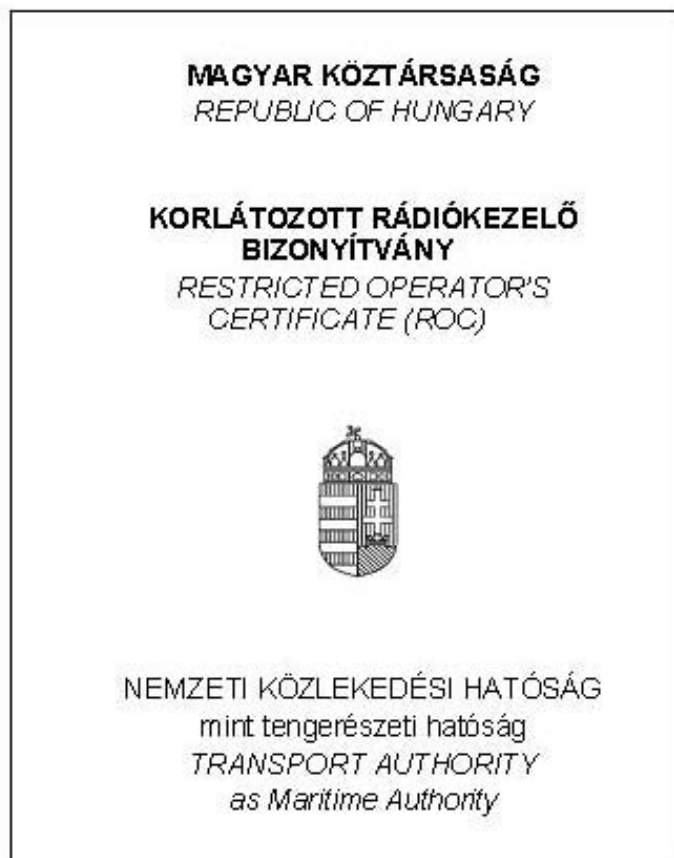 MAGYAR KÖZTÁRSASÁG
REPUBLIC OF HUNGARY
KORLÁTOZOTT RÁDIÓKEZELŐ
BIZONYÍTVÁNY
RESTRICTED OPERATOR'S
CERTIFICATE (ROC)
NEMZETI KÖZLEKEDÉSI HATÓSÁG
mint tengerészeti hatóság
TRANSPORT AUTHORITY
as Maritime Authority